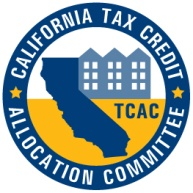 CALIFORNIA TAX CREDIT
TCAC
ALLOCATION COMMITTEE